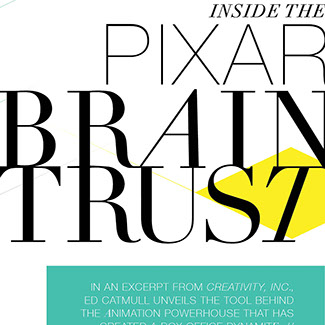 INSIDE THE
PIXAR
BRAIN
TRUST
IN AN EXCERPT FROM CREATIVITY, INC.,
ED CATMULL UNVEILS THE TOOL BEHIND
THE ANIMATION POWERHOUSE THAT HAS